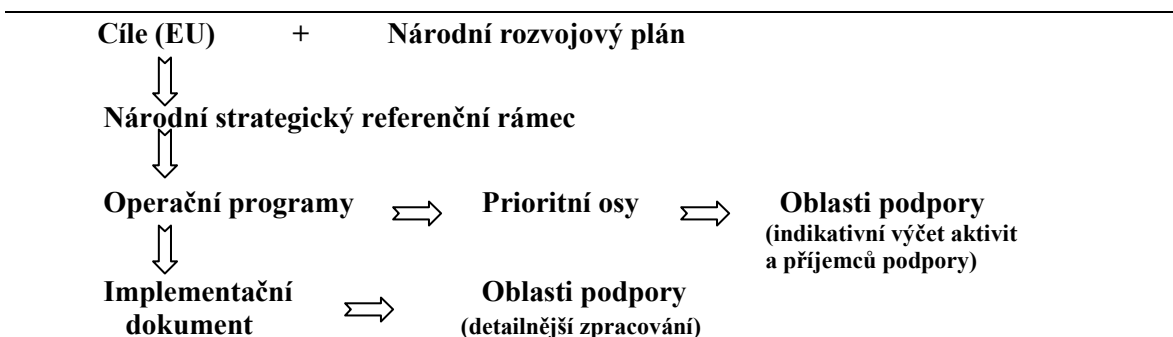 Cíle (EU) + Národní rozvojový plán
Národní strategický referenční rámec
Operační programy Prioritní osy Oblasti podpory
(indikativní výčet aktivit
a příjemců podpory)
Implementační Oblasti podpory
dokument (detailnější zpracování)